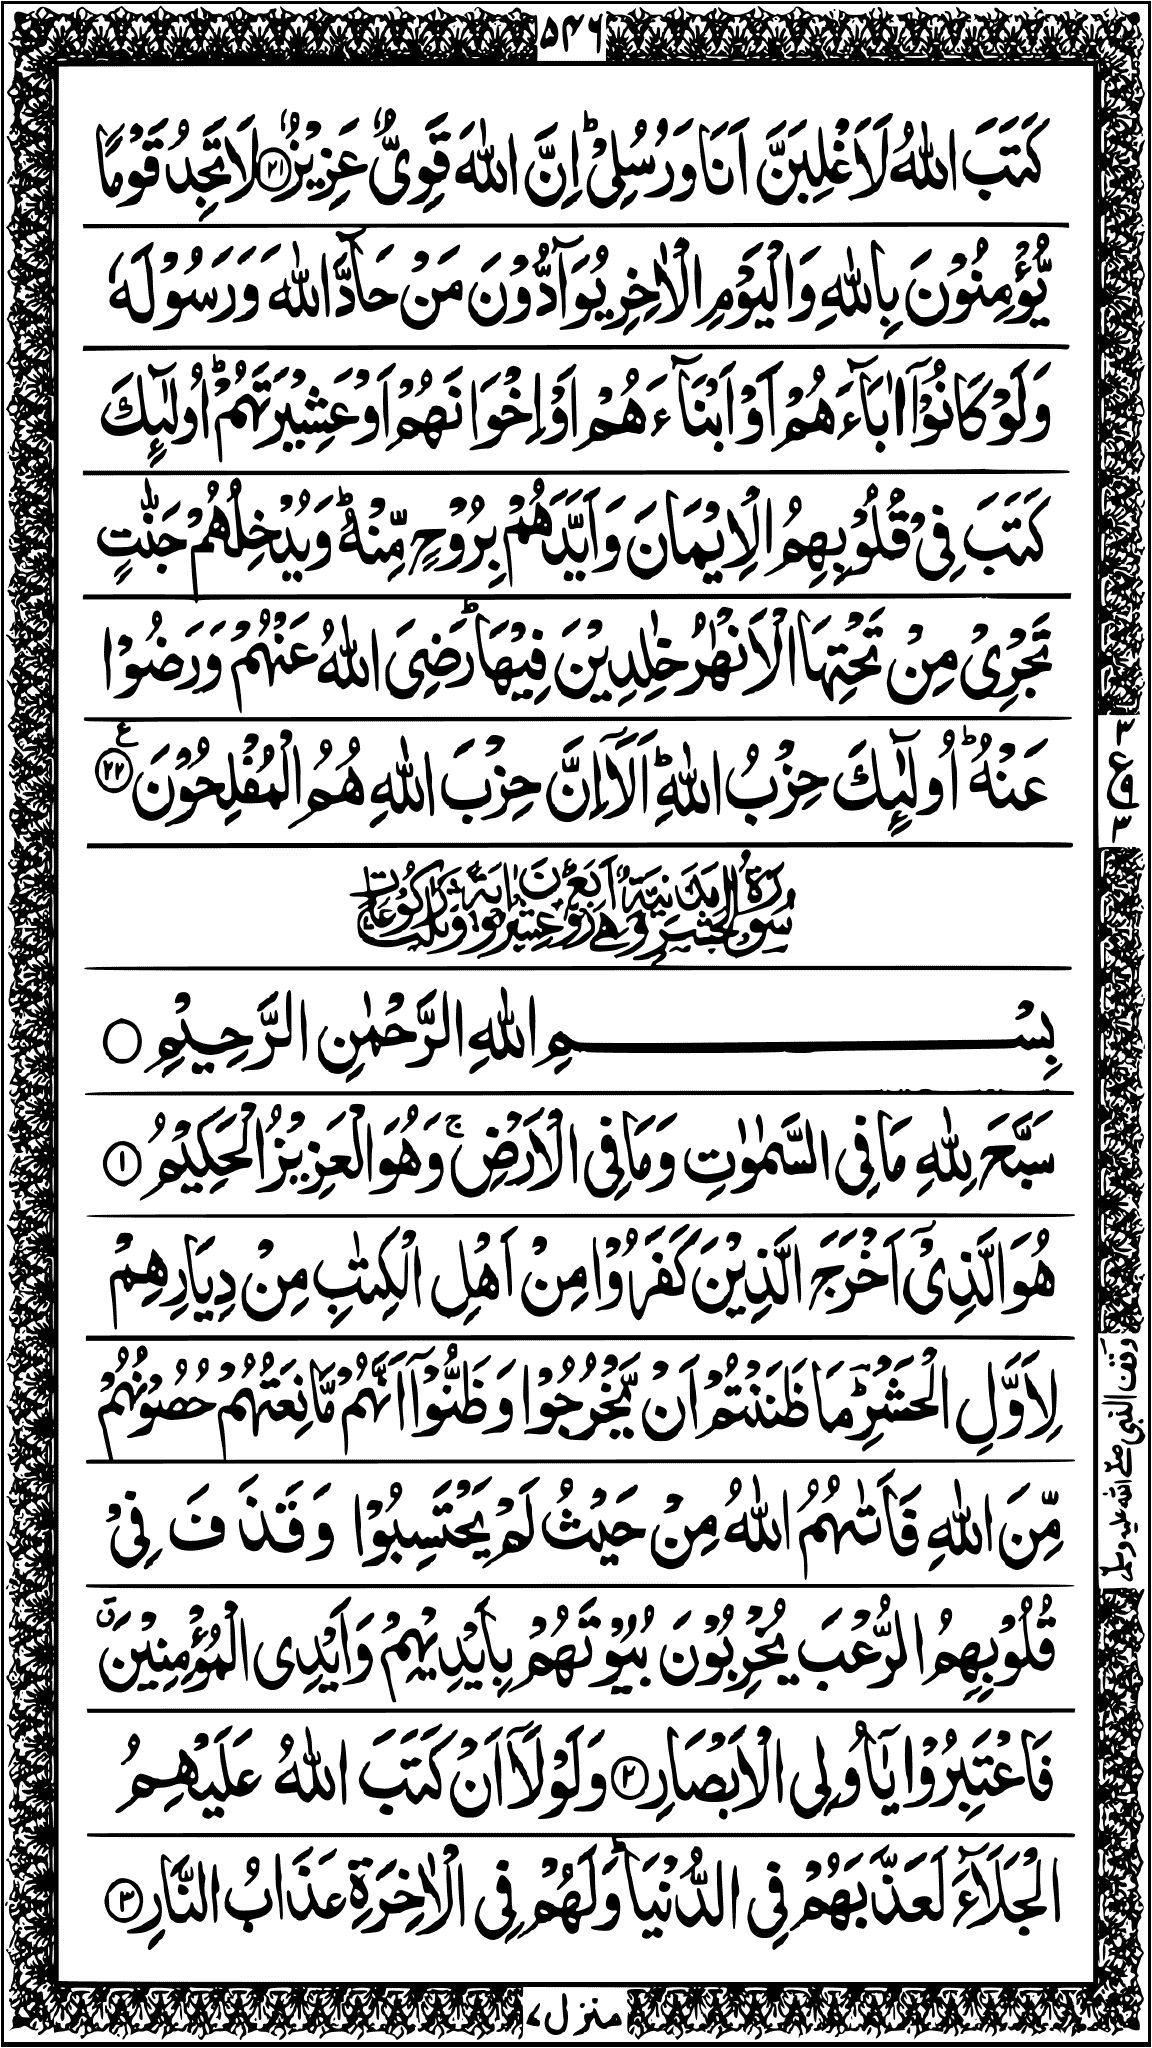 ۵۴۶
كَتَبَ اللّٰهُ لَاَغْلِبَنَّ اَنَا وَرُسُلِیْ ؕ اِنَّ اللّٰهَ قَوِیٌّ عَزِیْزٌ ﴿۲۱﴾ لَا تَجِدُ قَوْمًا
یُّؤْمِنُوْنَ بِاللّٰهِ وَالْیَوْمِ الْاٰخِرِ یُوَآدُّوْنَ مَنْ حَآدَّ اللّٰهَ وَرَسُوْلَهٗ
وَلَوْ كَانُوْۤا اٰبَآءَهُمْ اَوْ اَبْنَآءَهُمْ اَوْ اِخْوَانَهُمْ اَوْ عَشِیْرَتَهُمْ ؕ اُولٰٓىِٕكَ
كَتَبَ فِیْ قُلُوْبِهِمُ الْاِیْمَانَ وَاَیَّدَهُمْ بِرُوْحٍ مِّنْهُ ؕ وَیُدْخِلُهُمْ جَنّٰتٍ
تَجْرِیْ مِنْ تَحْتِهَا الْاَنْهٰرُ خٰلِدِیْنَ فِیْهَا ؕ رَضِیَ اللّٰهُ عَنْهُمْ وَرَضُوْا
عَنْهُ ؕ اُولٰٓىِٕكَ حِزْبُ اللّٰهِ ؕ اَلَاۤ اِنَّ حِزْبَ اللّٰهِ هُمُ الْمُفْلِحُوْنَ ﴿۲۲﴾ ع
۳ ع ۳
سُوْرَةُ الْحَشْرِ مَدَنِیَّةٌ وَّهِیَ اَرْبَعٌ وَّعِشْرُوْنَ اٰیَةً وَّثَلٰثُ رُكُوْعَاتٍ
بِسْمِ اللّٰهِ الرَّحْمٰنِ الرَّحِیْمِ ○
سَبَّحَ لِلّٰهِ مَا فِی السَّمٰوٰتِ وَمَا فِی الْاَرْضِ ۚ وَهُوَ الْعَزِیْزُ الْحَكِیْمُ ﴿۱﴾
هُوَ الَّذِیْۤ اَخْرَجَ الَّذِیْنَ كَفَرُوْا مِنْ اَهْلِ الْكِتٰبِ مِنْ دِیَارِهِمْ
لِاَوَّلِ الْحَشْرِ ؔؕ مَا ظَنَنْتُمْ اَنْ یَّخْرُجُوْا وَظَنُّوْۤا اَنَّهُمْ مَّانِعَتُهُمْ حُصُوْنُهُمْ
وقف النبی صلی الله علیه وسلم
مِّنَ اللّٰهِ فَاَتٰىهُمُ اللّٰهُ مِنْ حَیْثُ لَمْ یَحْتَسِبُوْا وَقَذَفَ فِیْ
قُلُوْبِهِمُ الرُّعْبَ یُخْرِبُوْنَ بُیُوْتَهُمْ بِاَیْدِیْهِمْ وَاَیْدِی الْمُؤْمِنِیْنَ ۗ
فَاعْتَبِرُوْا یٰۤاُولِی الْاَبْصَارِ ﴿۲﴾ وَلَوْلَاۤ اَنْ كَتَبَ اللّٰهُ عَلَیْهِمُ
الْجَلَآءَ لَعَذَّبَهُمْ فِی الدُّنْیَا ؕ وَلَهُمْ فِی الْاٰخِرَةِ عَذَابُ النَّارِ ﴿۳﴾
منزل ۷